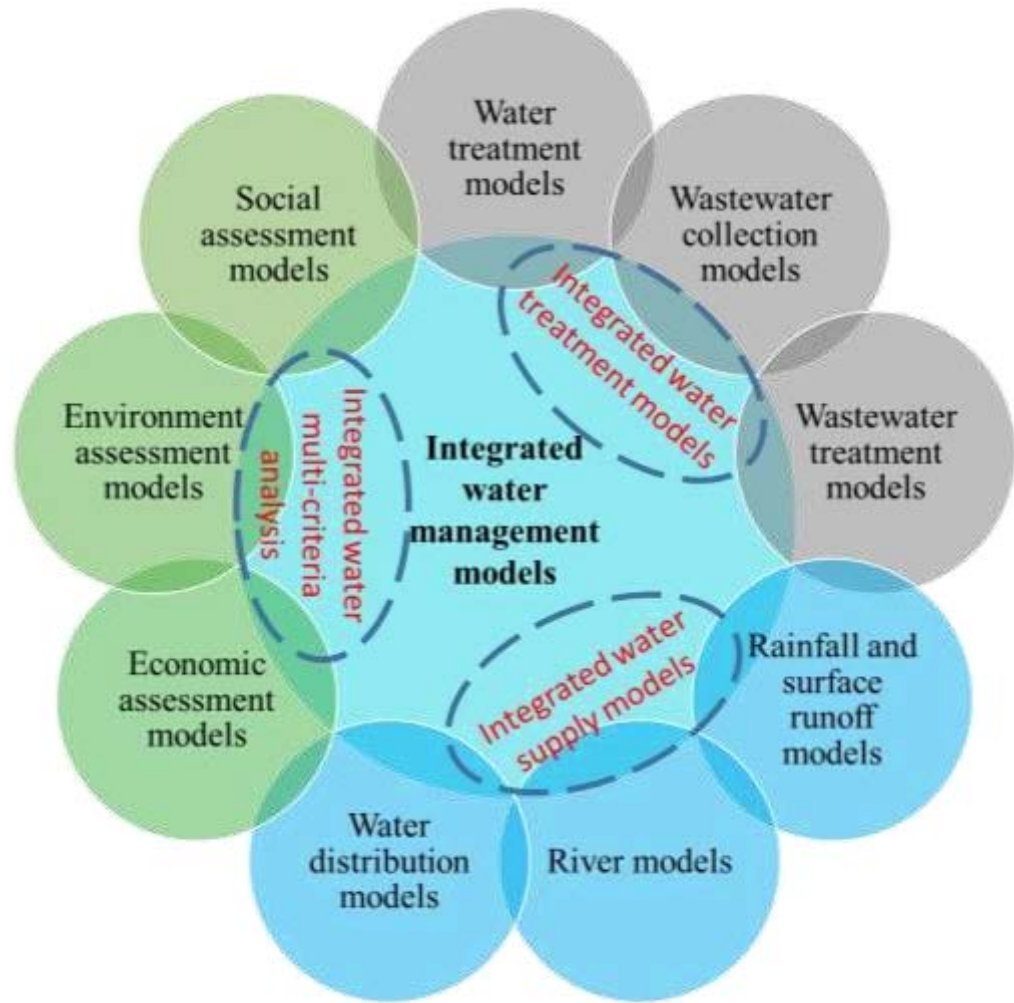 Water
treatment
models
Wastewater
collection
models
Wastewater
treatment
models
Rainfall and
surface
runoff
models
River models
Water
distribution
models
Economic
assessment
models
Environment
assessment
models
Social
assessment
models
Integrated water
treatment models
Integrated water
supply models
Integrated water
multi-criteria
analysis
Integrated
water
management
models